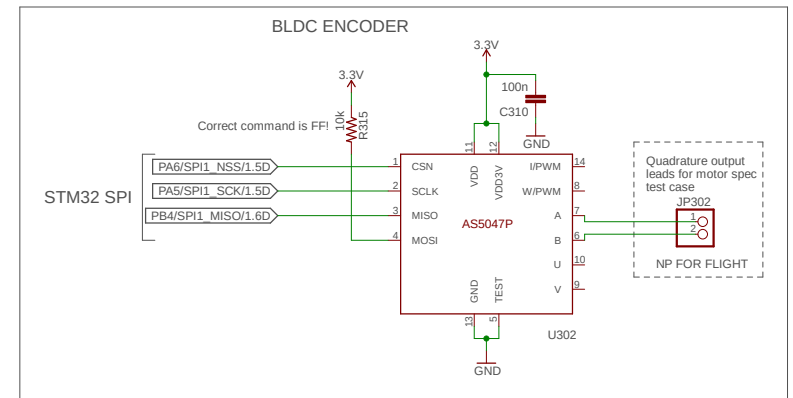 BLDC ENCODER
3.3V
3.3V
100n
C310
10k
R315
Correct command is FF!
GND
11
12
VDD
VDD3V
STM32 SPI
PA6/SPI1_NSS/1.5D
PA5/SPI1_SCK/1.5D
PB4/SPI1_MISO/1.6D
1
CSN
2
SCLK
3
MISO
4
MOSI
AS5047P
I/PWM
14
W/PWM
8
A
7
B
6
U
10
V
9
GND
TEST
13
5
U302
GND
Quadrature output
leads for motor spec
test case
JP302
1
2
NP FOR FLIGHT